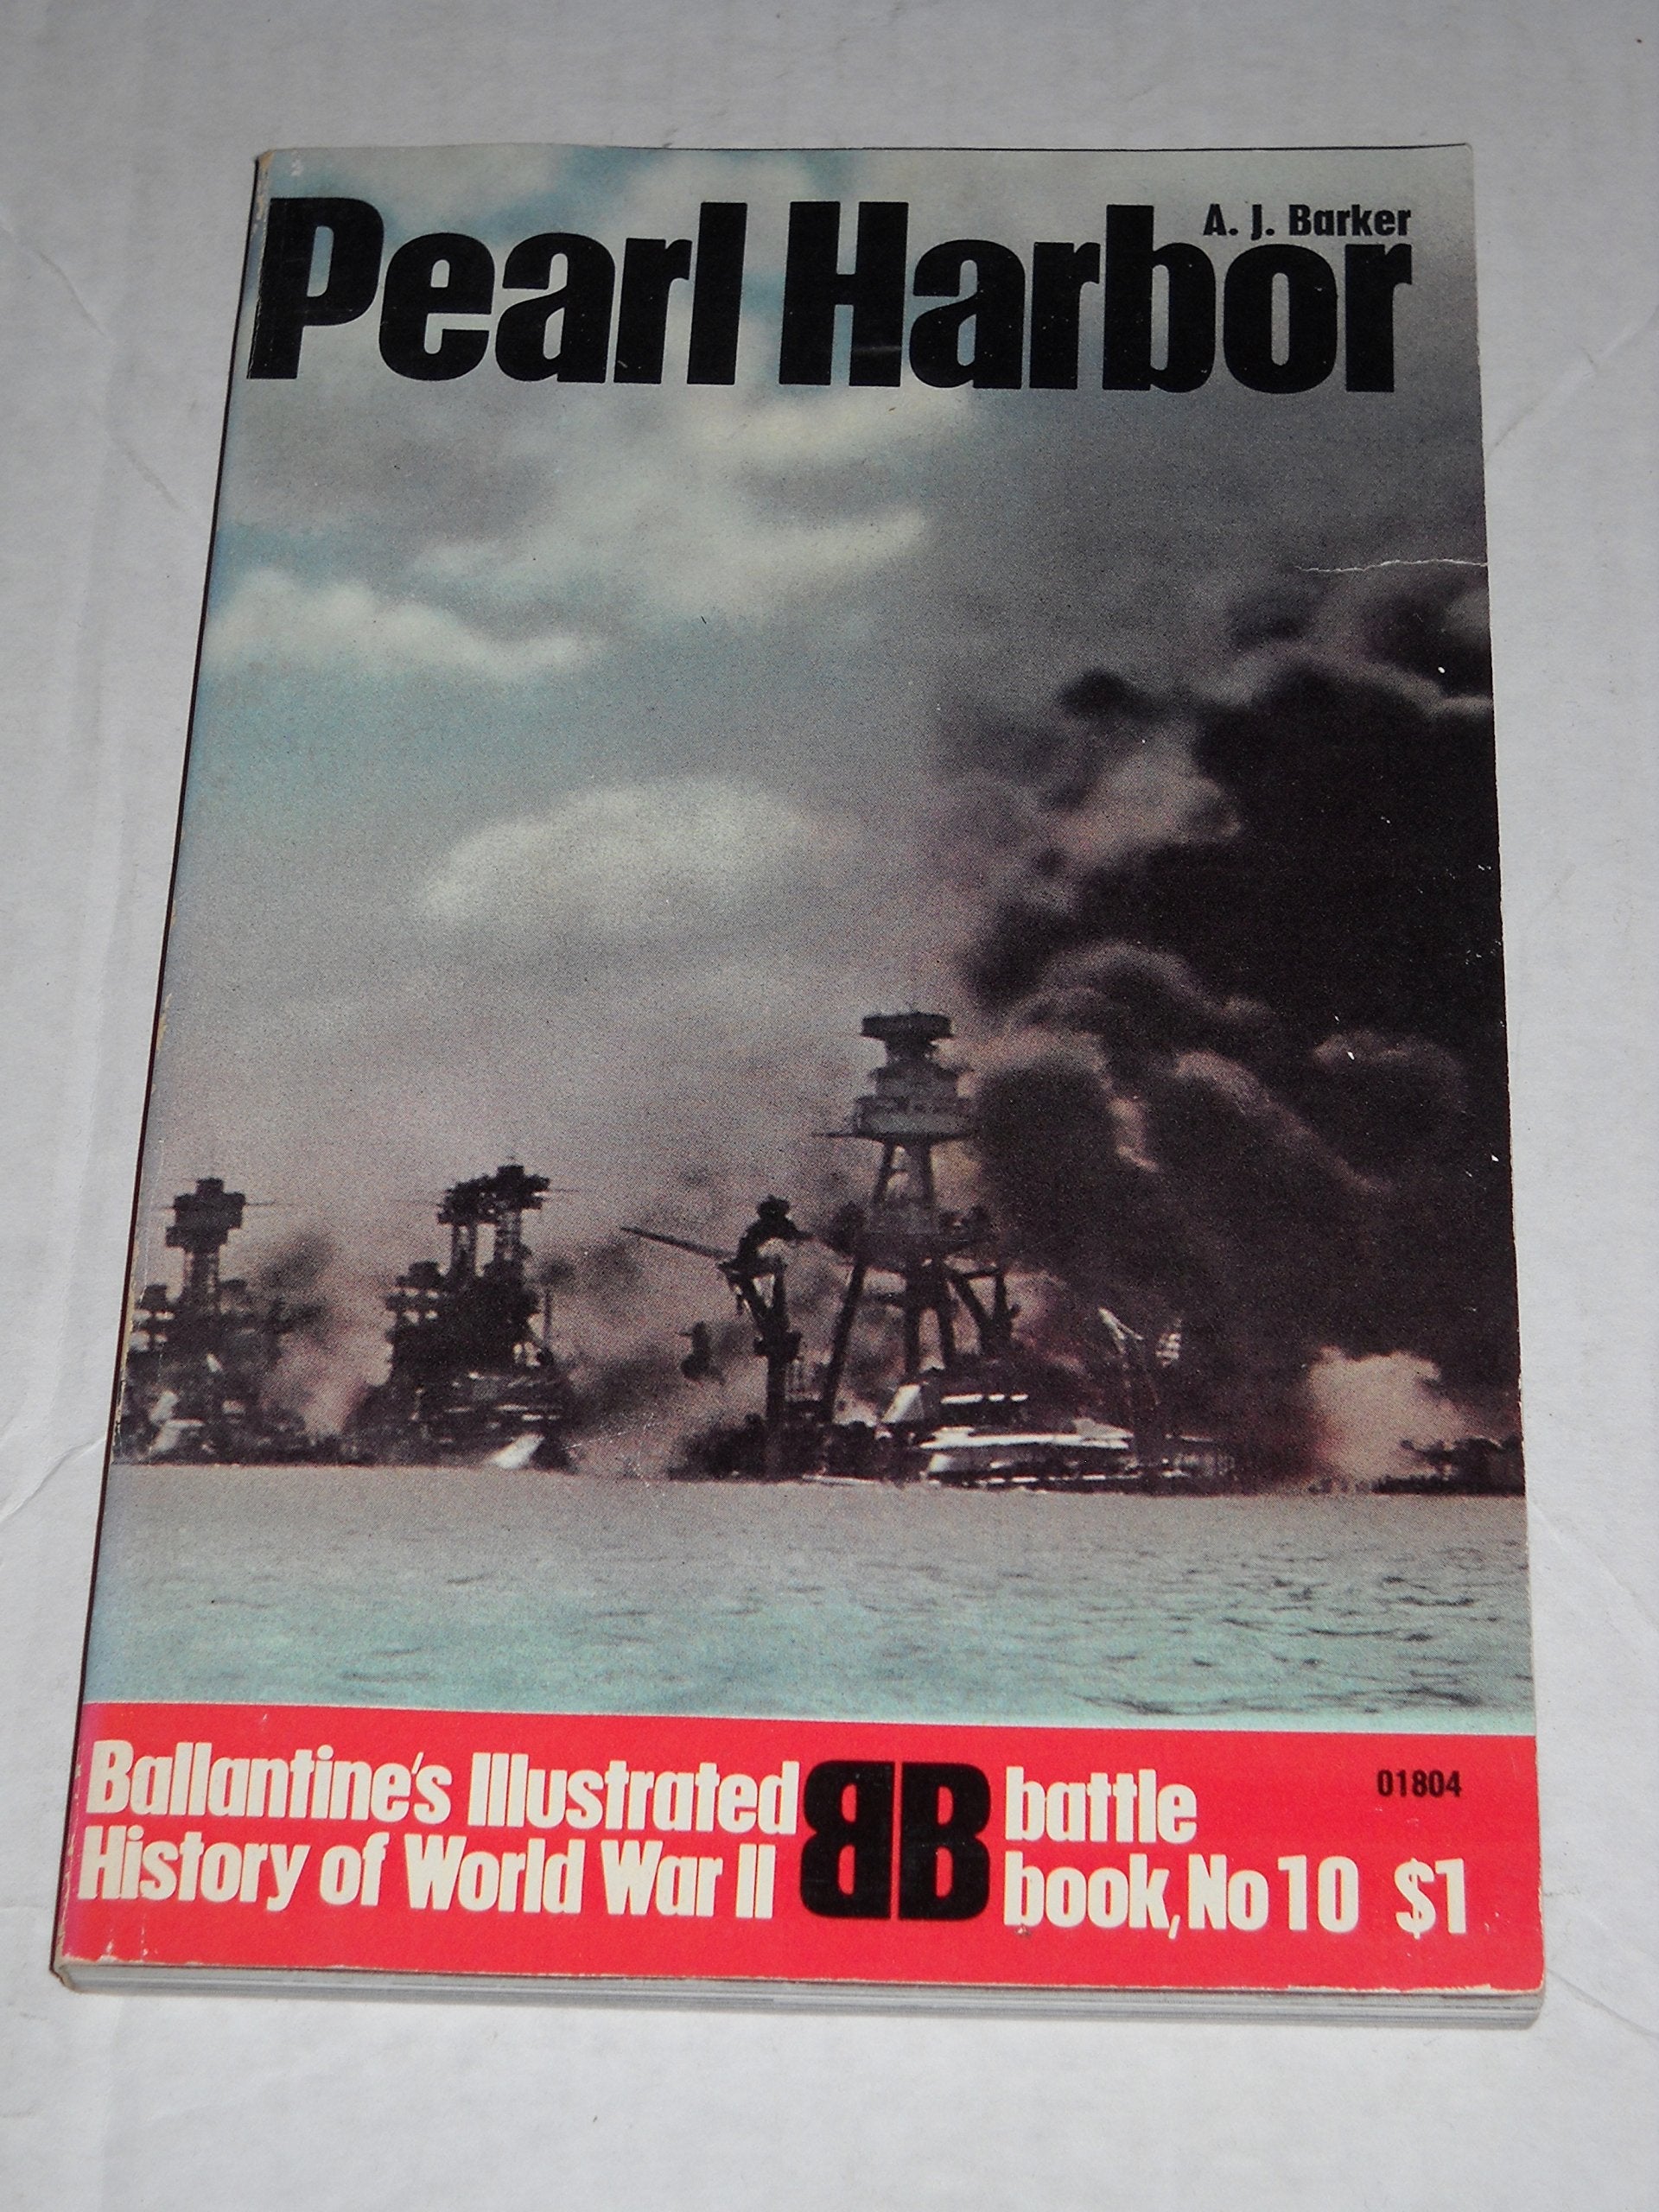 A. J. Barker
Pearl Harbor
Ballantine's Illustrated
History of World War II
BB
battle
book, No 10 $1
01804